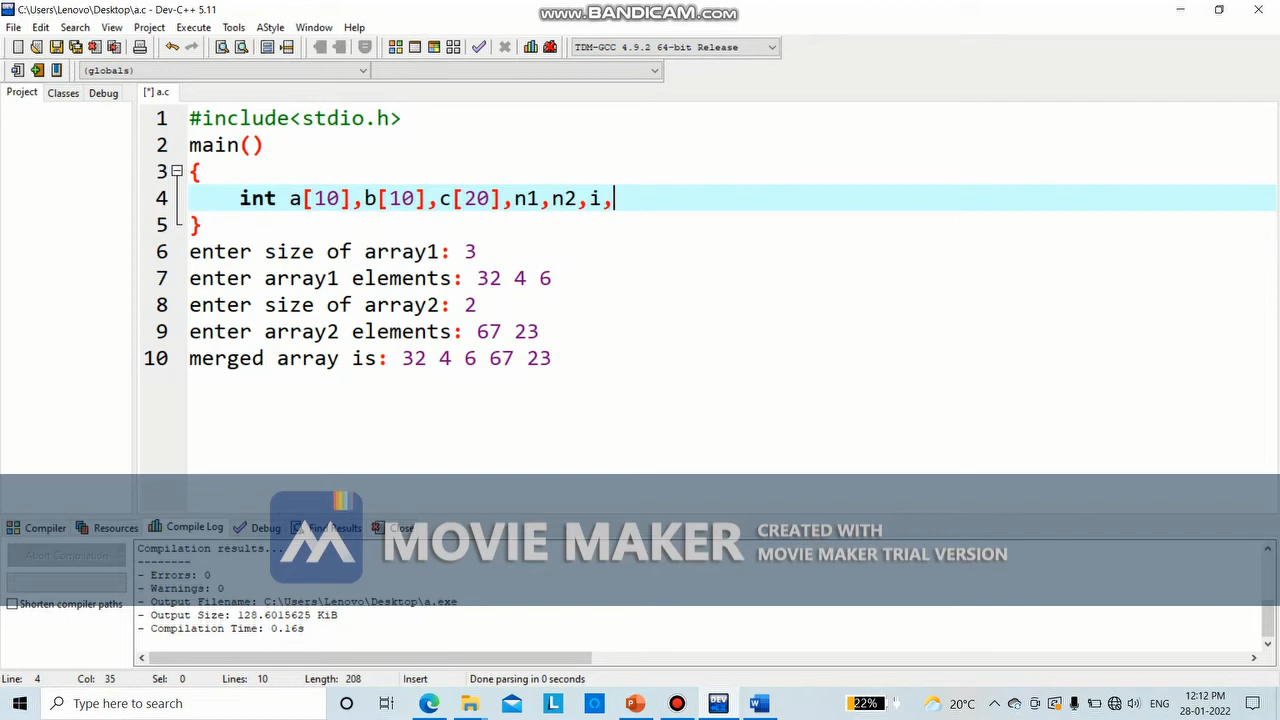 C:\Users\Lenovo\Desktop\a.c - Dev-C++ 5.11
www.BANDICAM.com
File Edit Search View Project Execute Tools AStyle Window Help
TDM-GCC 4.9.2 64-bit Release
(globals)
Project Classes Debug [*] a.c
1 #include<stdio.h>
2 main()
3 {
4 int a[10],b[10],c[20],n1,n2,i,
5 }
6 enter size of array1: 3
7 enter array1 elements: 32 4 6
8 enter size of array2: 2
9 enter array2 elements: 67 23
10 merged array is: 32 4 6 67 23
Compiler Resources Compile Log Debug Find Results Close
MOVIE MAKER
CREATED WITH
MOVIE MAKER TRIAL VERSION
Abort Compilation
Shorten compiler paths
Compilation results...
--------
- Errors: 0
- Warnings: 0
- Output Filename: C:\Users\Lenovo\Desktop\a.exe
- Output Size: 128.6015625 KiB
- Compilation Time: 0.16s
Line: 4 Col: 35 Sel: 0 Lines: 10 Length: 208 Insert Done parsing in 0 seconds
Type here to search
22%
20°C
ENG
12:12 PM
28-01-2022